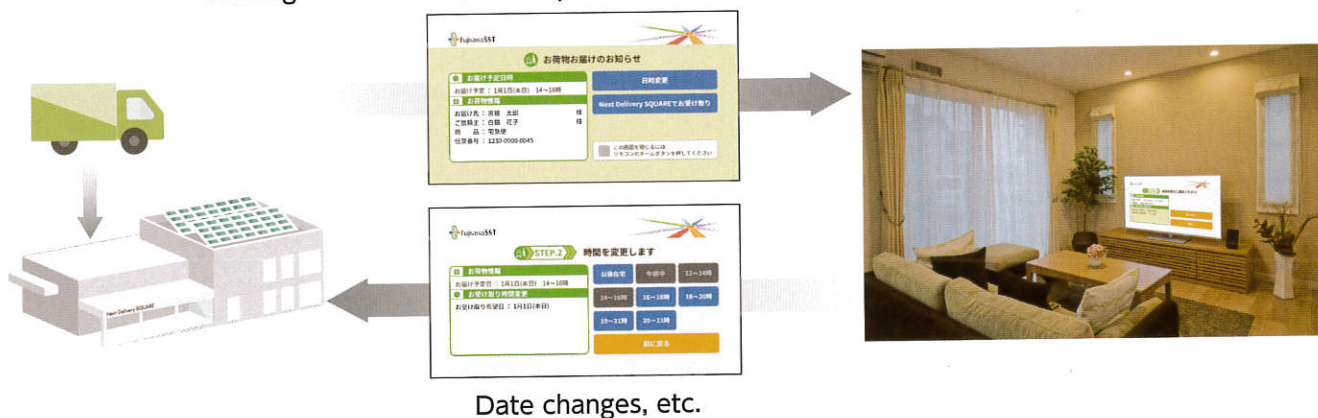 FujisawaSST
お荷物お届けのお知らせ
お届け予定日時
お届け予定：1月1日(本日) 14～16時
お荷物情報
お届け先：
太郎 様
ご依頼主：白猫 花子 様
商 品：宅急便
伝票番号：1230-0000-0045
日時変更
Next Delivery SQUAREでお受け取り
この画面を閉じるには
リモコンのホームボタンを押してください
Next Delivery SQUARE
FujisawaSST
STEP.2 時間を変更します
お荷物情報
お届け予定日：1月1日(本日) 14～16時
お受け取り時間変更
お受け取り希望日：1月1日(本日)
午前中 12～14時
14～16時 16～18時 18～20時
19～21時 20～21時
前に戻る
Date changes, etc.